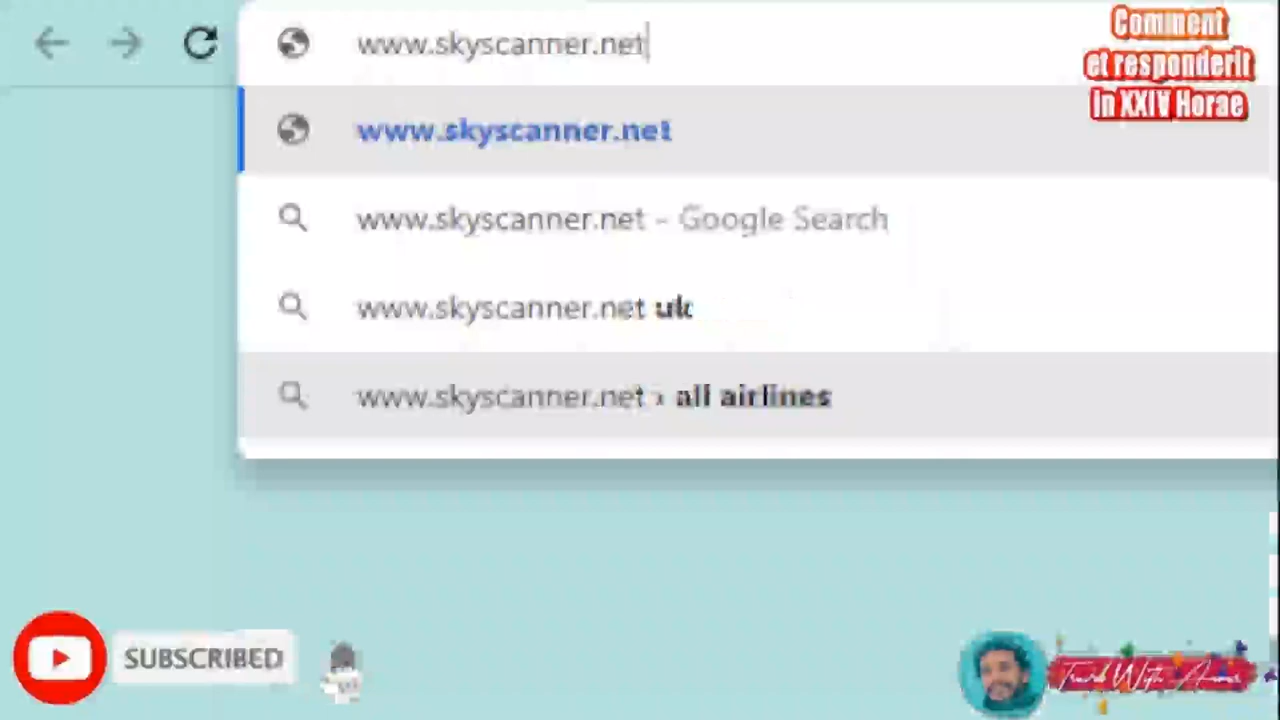 www.skyscanner.net
www.skyscanner.net
www.skyscanner.net - Google Search
www.skyscanner.net uk
www.skyscanner.net › all airlines
Comment
et responderit
in XXIV Horae
SUBSCRIBED